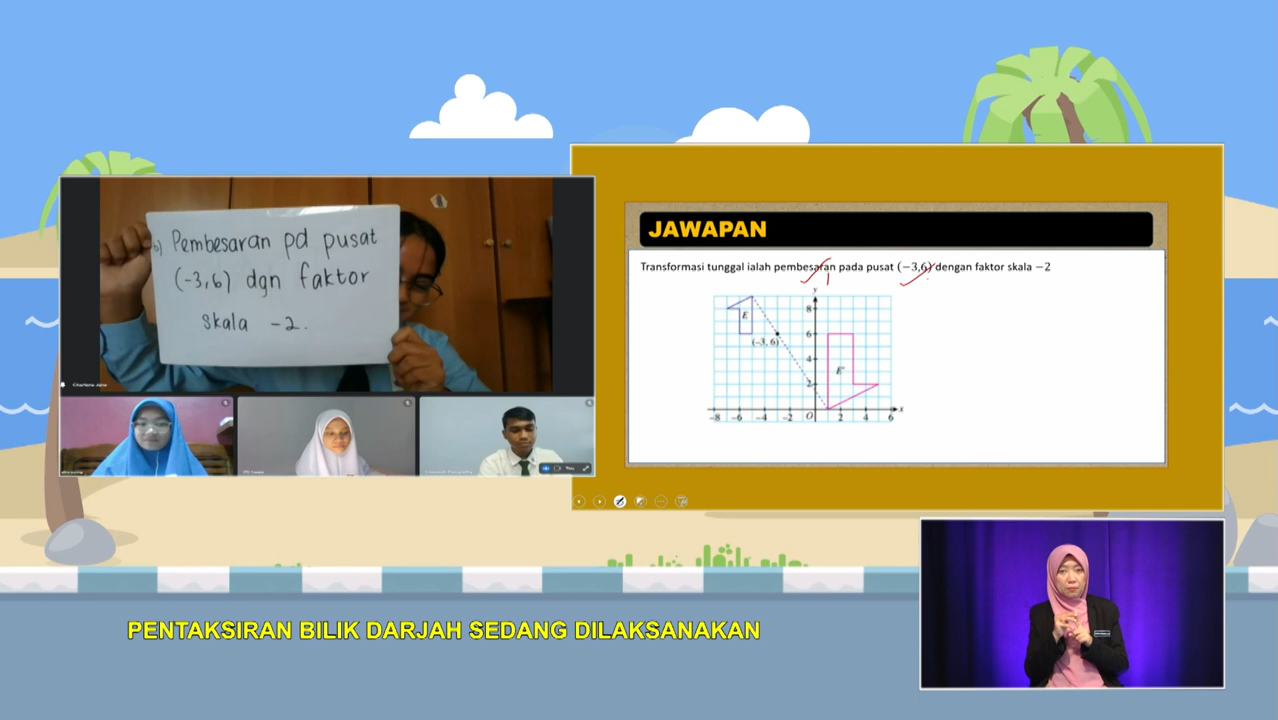 b) Pembesaran pd pusat
(-3,6) dgn faktor
skala -2.
JAWAPAN
Transformasi tunggal ialah pembesaran pada pusat (−3,6) dengan faktor skala −2
y
8
E
6
(−3, 6)
4
E'
2
−8 −6 −4 −2 O 2 4 6 x
You
PENTAKSIRAN BILIK DARJAH SEDANG DILAKSANAKAN